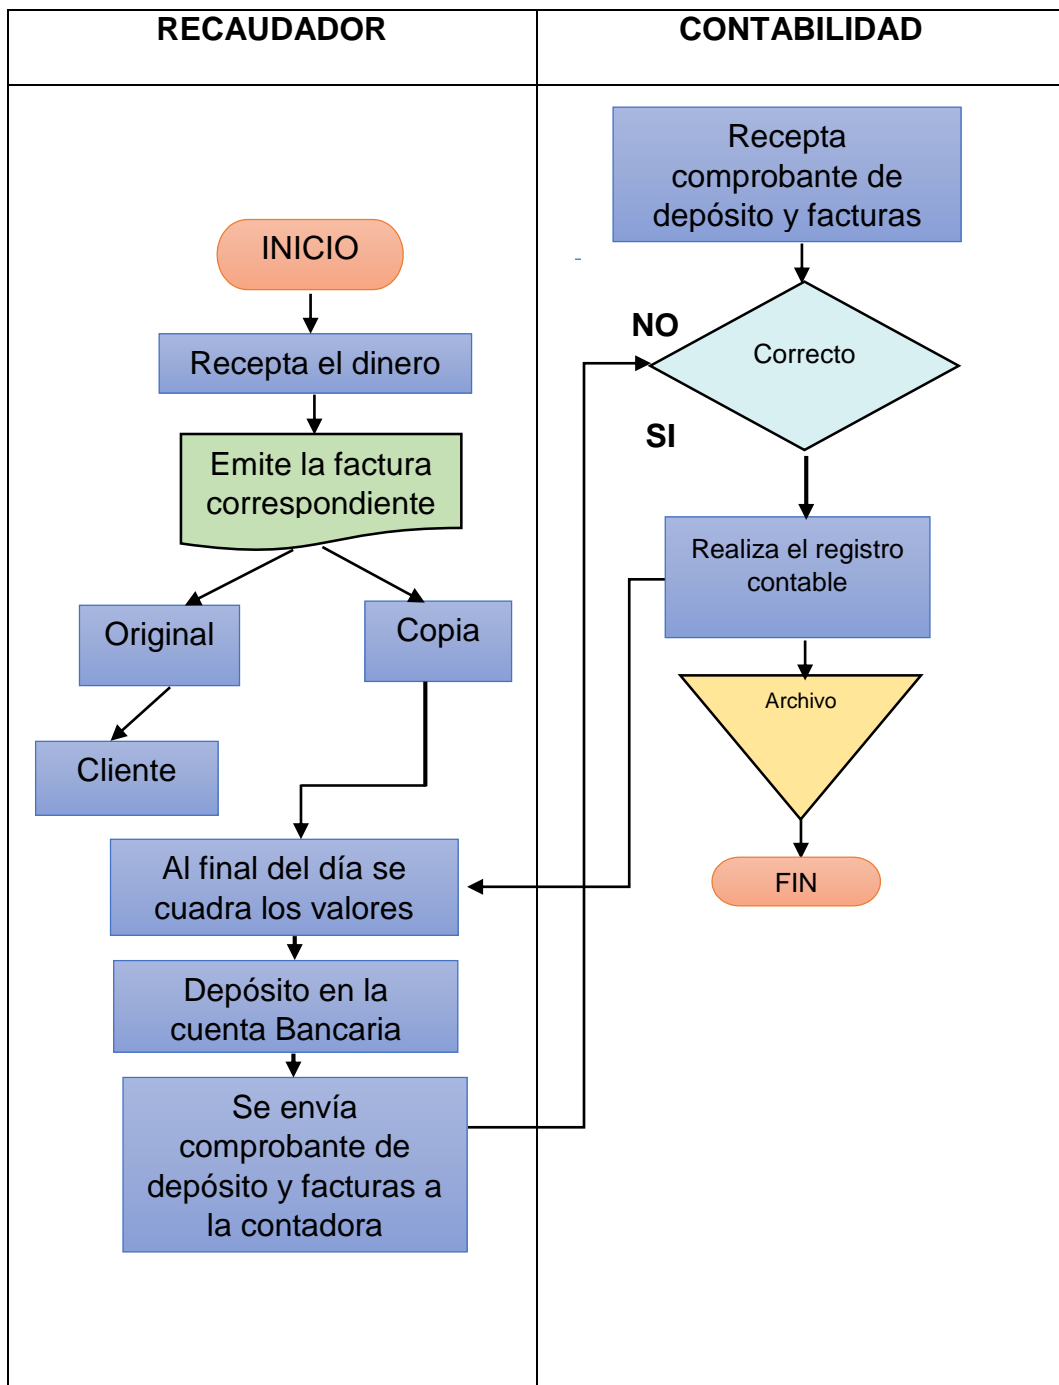 RECAUDADOR
CONTABILIDAD
INICIO
Recepta el dinero
Emite la factura
correspondiente
Original
Copia
Cliente
Al final del día se
cuadra los valores
Depósito en la
cuenta Bancaria
Se envía
comprobante de
depósito y facturas a
la contadora
Recepta
comprobante de
depósito y facturas
NO
Correcto
SI
Realiza el registro
contable
Archivo
FIN